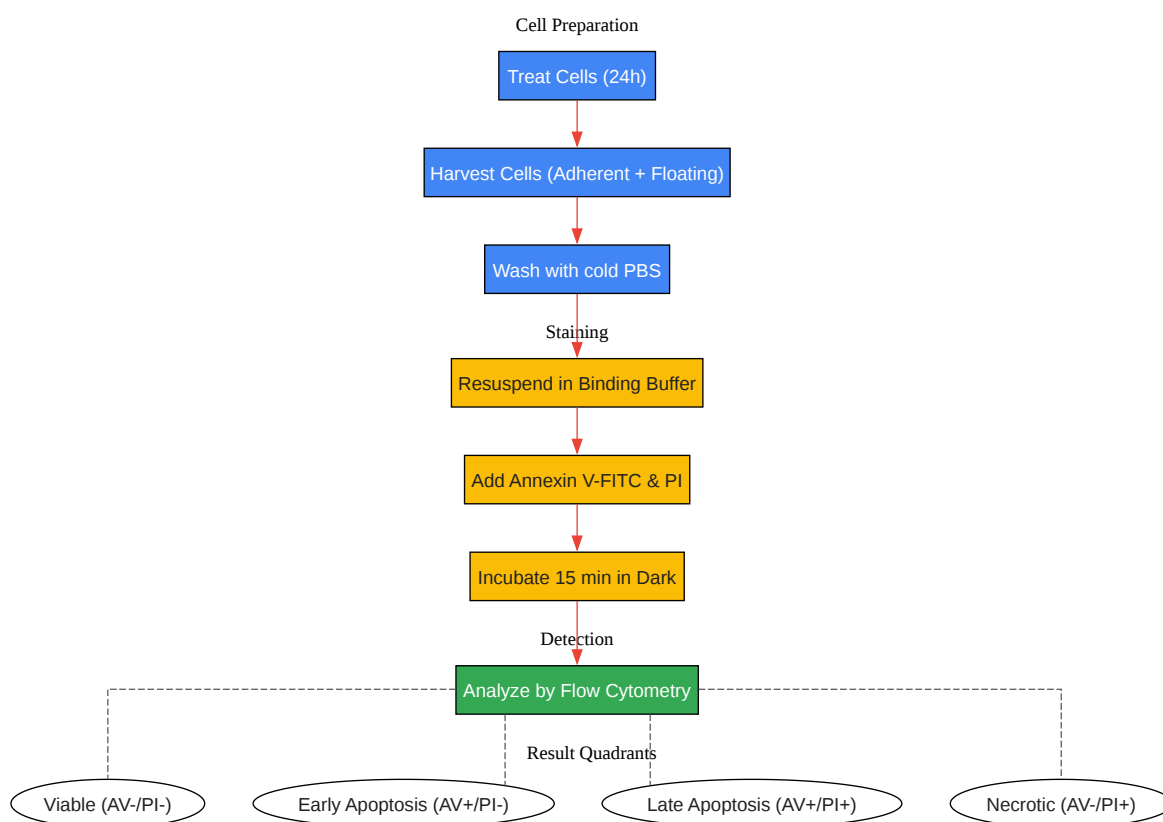 Cell Preparation
Treat Cells (24h)
Harvest Cells (Adherent + Floating)
Wash with cold PBS
Staining
Resuspend in Binding Buffer
Add Annexin V-FITC & PI
Incubate 15 min in Dark
Detection
Analyze by Flow Cytometry
Result Quadrants
Viable (AV-/PI-)
Early Apoptosis (AV+/PI-)
Late Apoptosis (AV+/PI+)
Necrotic (AV-/PI+)